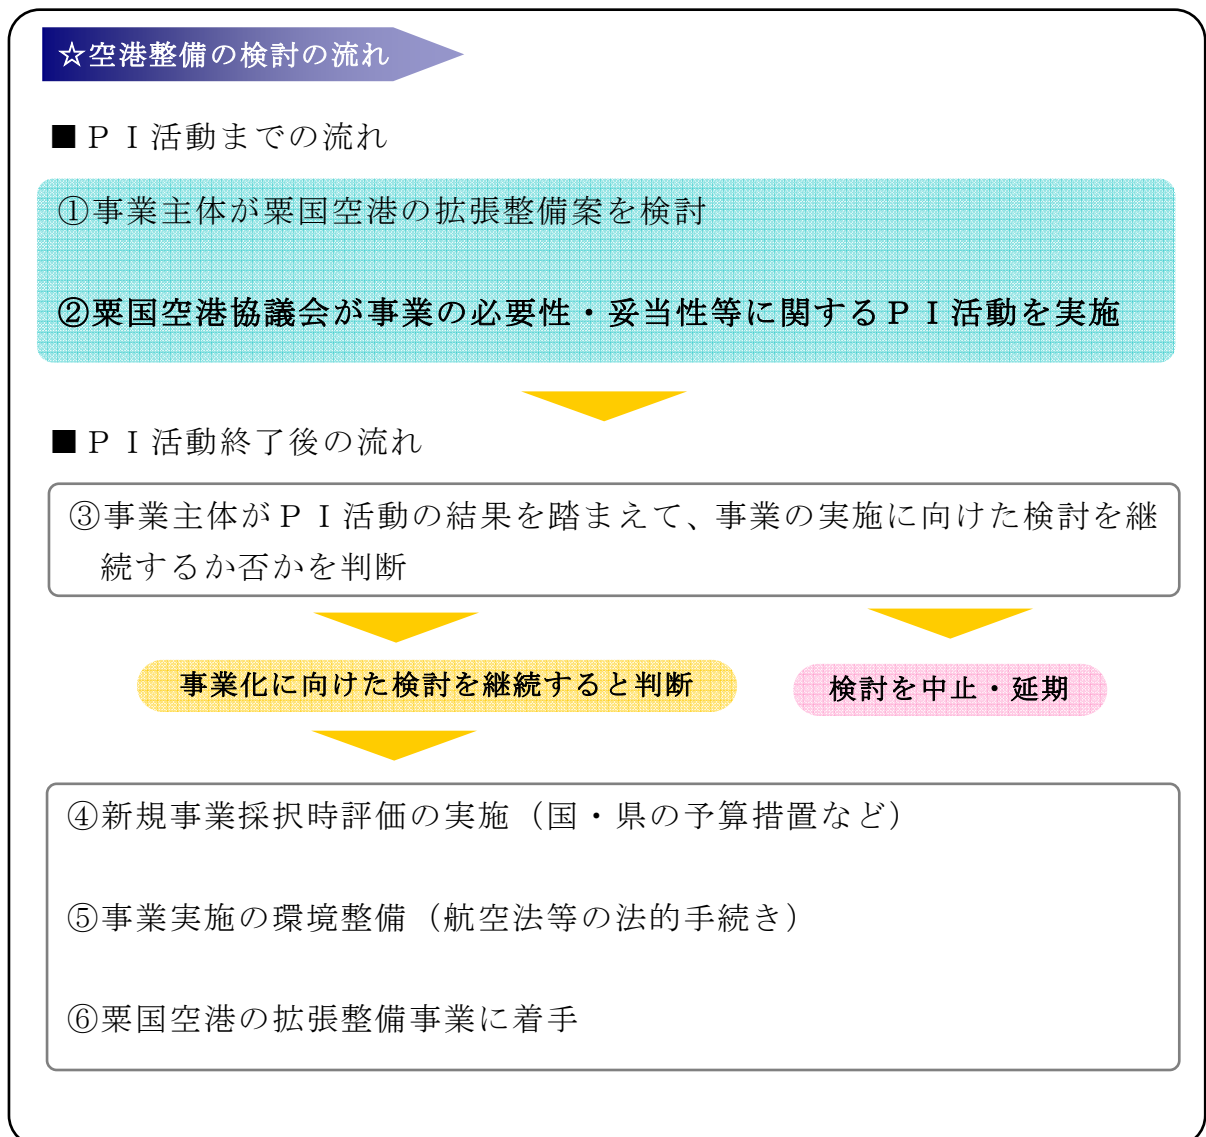 ☆空港整備の検討の流れ
■ＰＩ活動までの流れ
①事業主体が粟国空港の拡張整備案を検討
②粟国空港協議会が事業の必要性・妥当性等に関するＰＩ活動を実施
■ＰＩ活動終了後の流れ
③事業主体がＰＩ活動の結果を踏まえて、事業の実施に向けた検討を継
続するか否かを判断
事業化に向けた検討を継続すると判断
検討を中止・延期
④新規事業採択時評価の実施（国・県の予算措置など）
⑤事業実施の環境整備（航空法等の法的手続き）
⑥粟国空港の拡張整備事業に着手